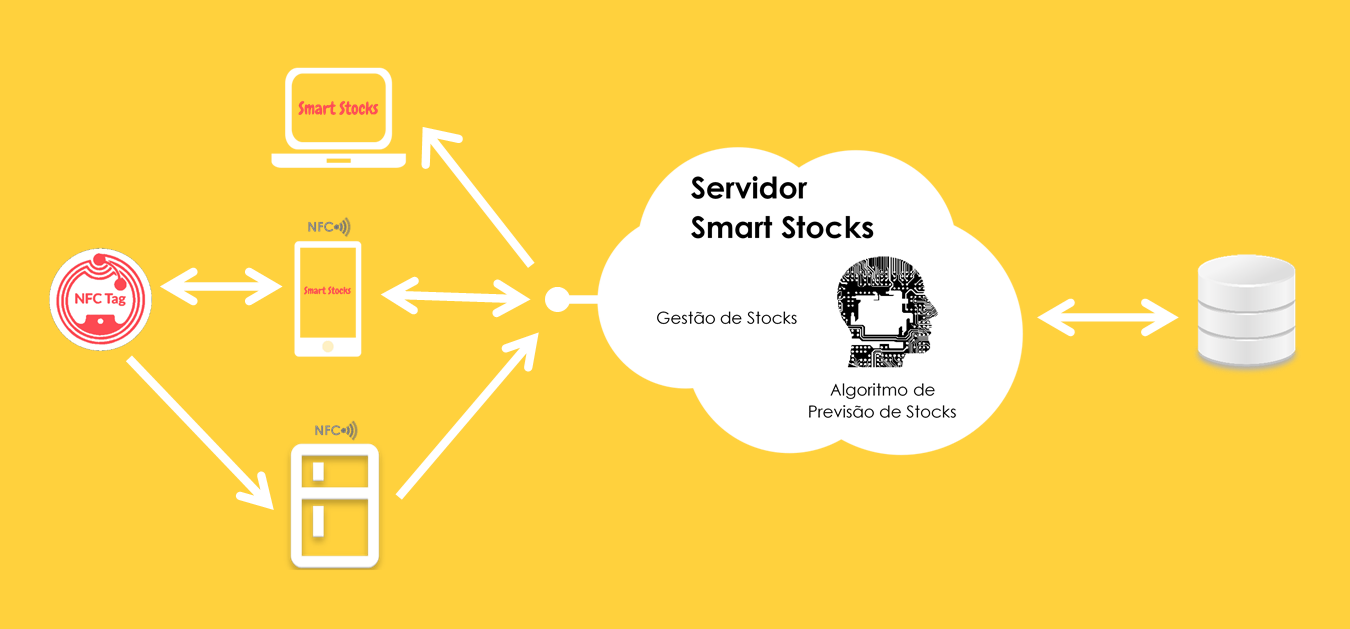 Smart Stocks
NFC
Smart Stocks
NFC Tag
NFC
Servidor
Smart Stocks
Gestão de Stocks
Algoritmo de
Previsão de Stocks